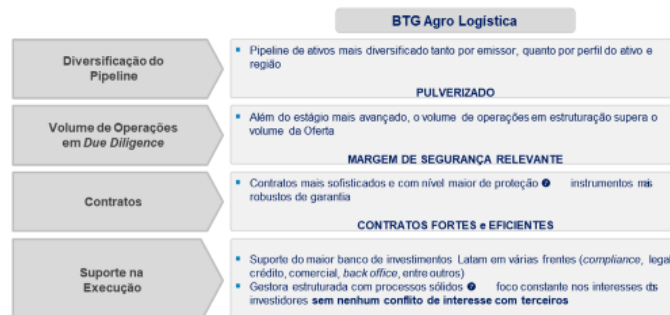 BTG Agro Logística
Diversificação do
Pipeline
Pipeline de ativos mais diversificado tanto por emissor, quanto por perfil do ativo e
região
PULVERIZADO
Volume de Operações
em Due Diligence
Além do estágio mais avançado, o volume de operações em estruturação supera o
volume da Oferta
MARGEM DE SEGURANÇA RELEVANTE
Contratos
Contratos mais sofisticados e com nível maior de proteção instrumentos mais
robustos de garantia
CONTRATOS FORTES e EFICIENTES
Suporte na
Execução
Suporte do maior banco de investimentos Latam em várias frentes (compliance, legal
crédito, comercial, back office, entre outros)
Gestora estruturada com processos sólidos foco constante nos interesses dos
investidores sem nenhum conflito de interesse com terceiros